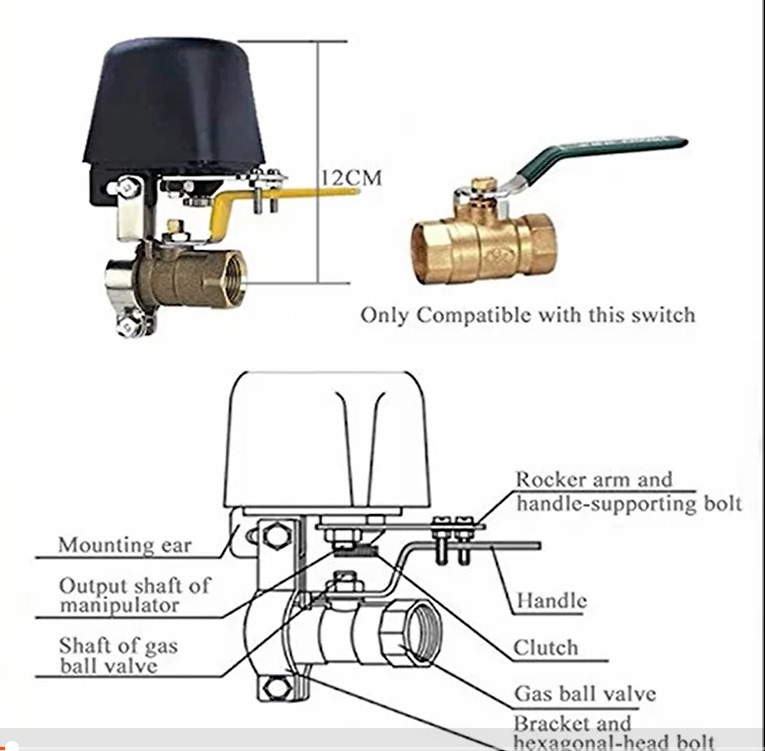 12CM
Only Compatible with this switch
Rocker arm and
handle-supporting bolt
Mounting ear
Output shaft of
manipulator
Handle
Shaft of gas
ball valve
Clutch
Gas ball valve
Bracket and
hexagonal-head bolt